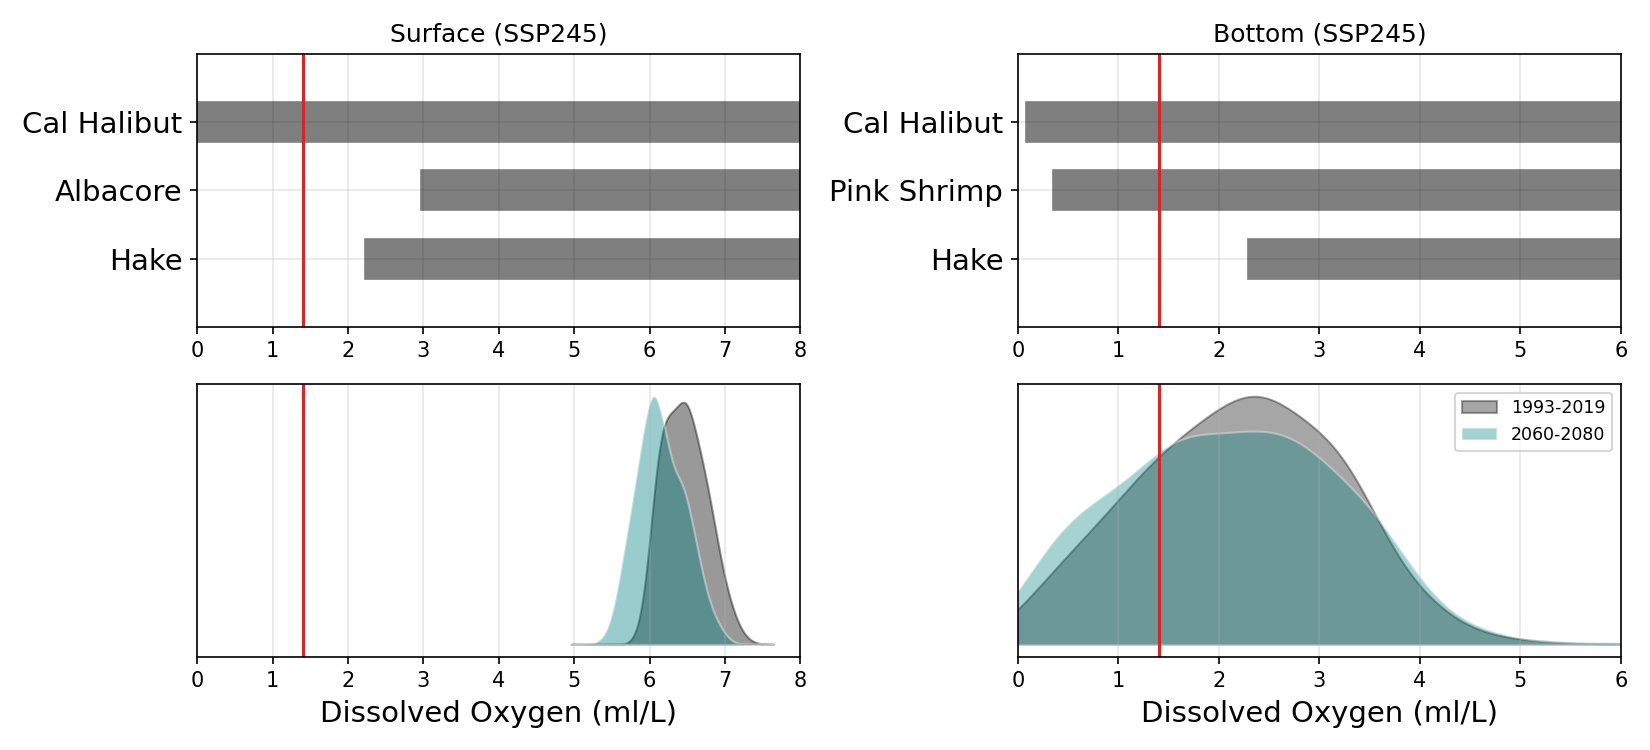 Surface (SSP245)
Cal Halibut
Albacore
Hake
0 1 2 3 4 5 6 7 8
Bottom (SSP245)
Cal Halibut
Pink Shrimp
Hake
0 1 2 3 4 5 6
0 1 2 3 4 5 6 7 8
Dissolved Oxygen (ml/L)
1993-2019
2060-2080
0 1 2 3 4 5 6
Dissolved Oxygen (ml/L)